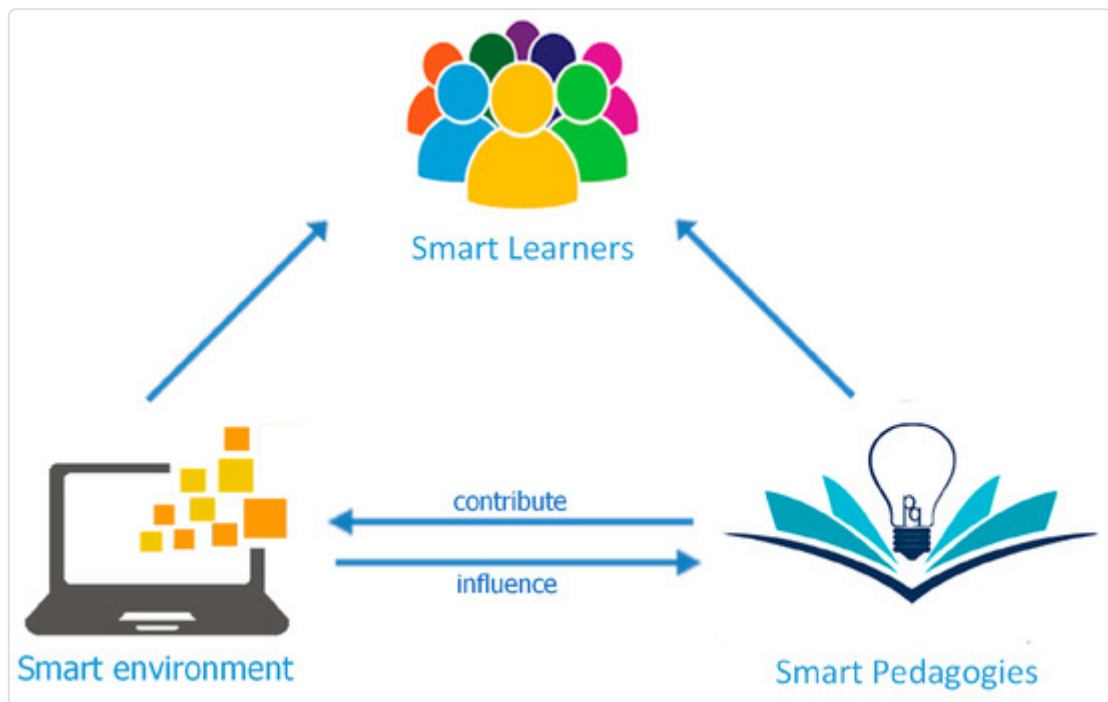 Smart Learners
contribute
influence
Smart environment
Smart Pedagogies